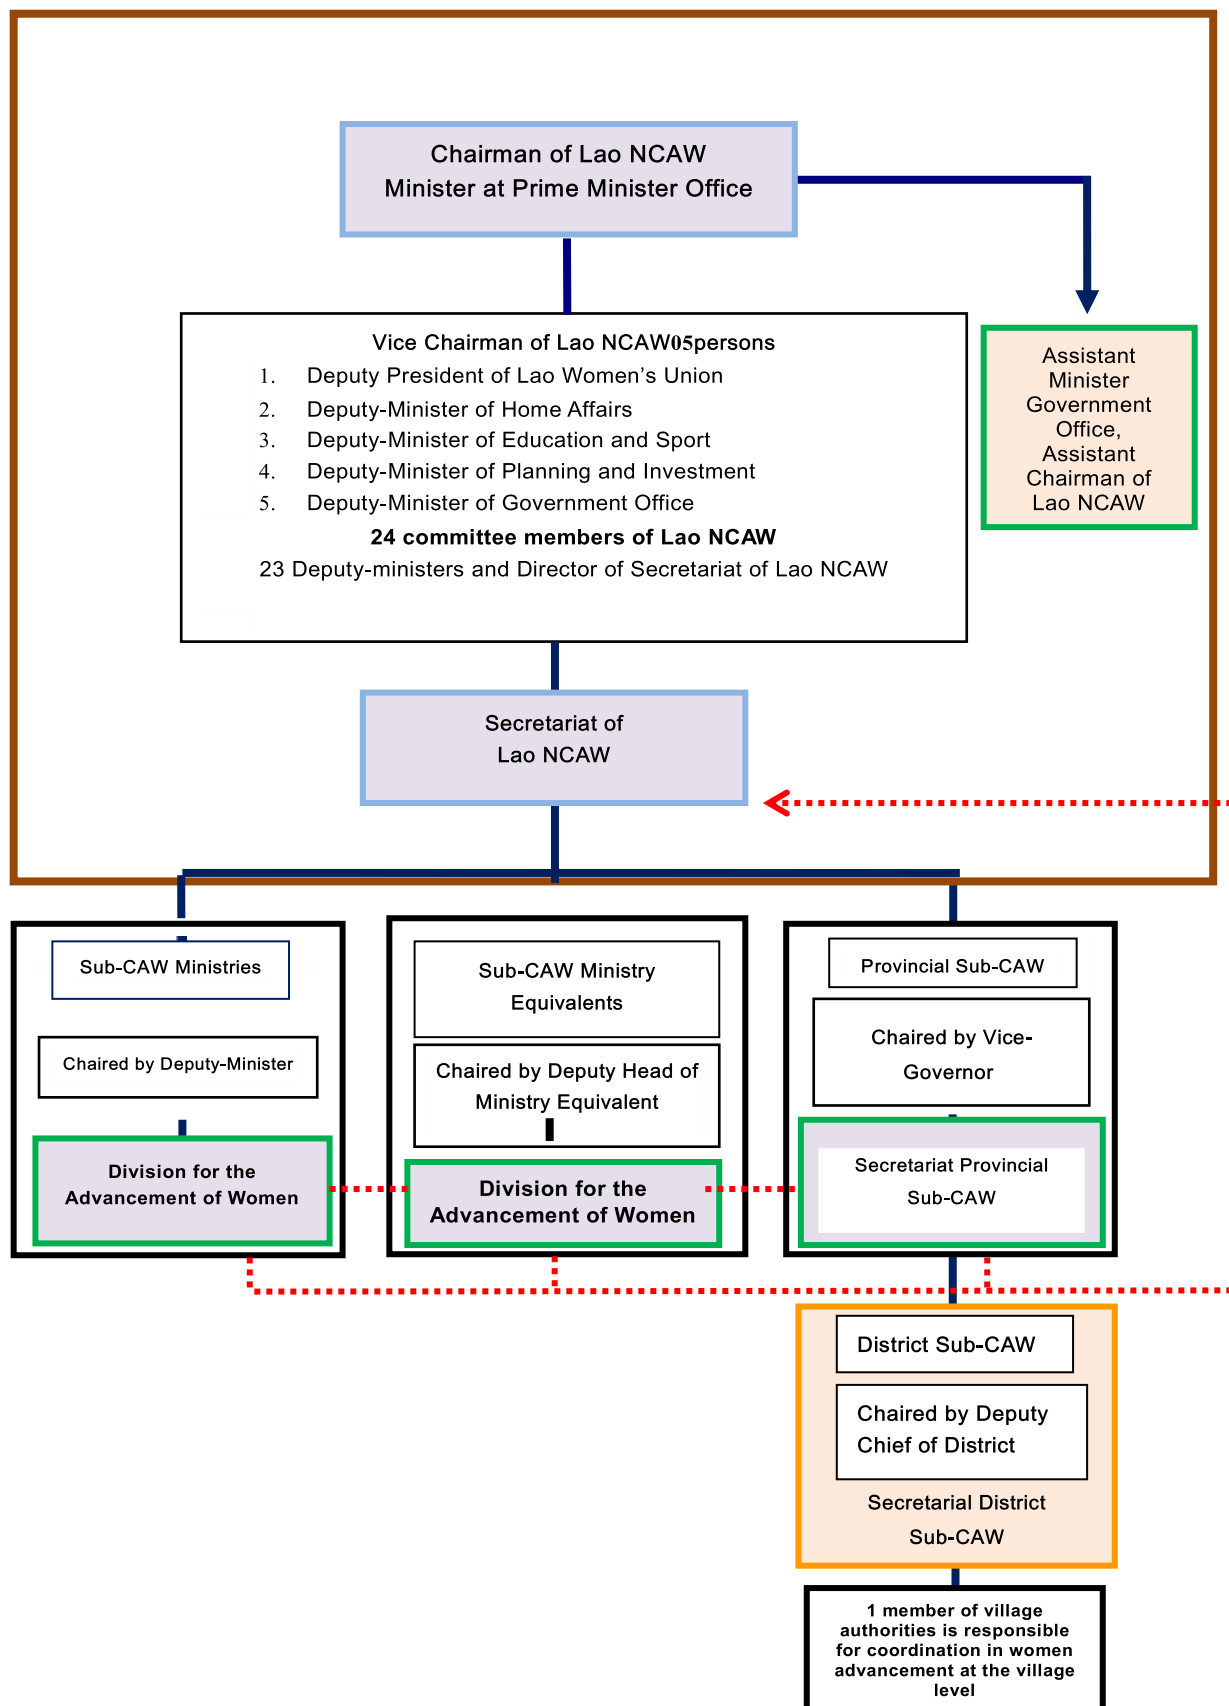 Chairman of Lao NCAW
Minister at Prime Minister Office
Vice Chairman of Lao NCAW05persons
1. Deputy President of Lao Women’s Union
2. Deputy-Minister of Home Affairs
3. Deputy-Minister of Education and Sport
4. Deputy-Minister of Planning and Investment
5. Deputy-Minister of Government Office
24 committee members of Lao NCAW
23 Deputy-ministers and Director of Secretariat of Lao NCAW
Assistant
Minister
Government
Office,
Assistant
Chairman of
Lao NCAW
Secretariat of
Lao NCAW
Sub-CAW Ministries
Chaired by Deputy-Minister
Division for the
Advancement of Women
Sub-CAW Ministry
Equivalents
Chaired by Deputy Head of
Ministry Equivalent
Division for the
Advancement of Women
Provincial Sub-CAW
Chaired by Vice-
Governor
Secretariat Provincial
Sub-CAW
District Sub-CAW
Chaired by Deputy
Chief of District
Secretarial District
Sub-CAW
1 member of village
authorities is responsible
for coordination in women
advancement at the village
level